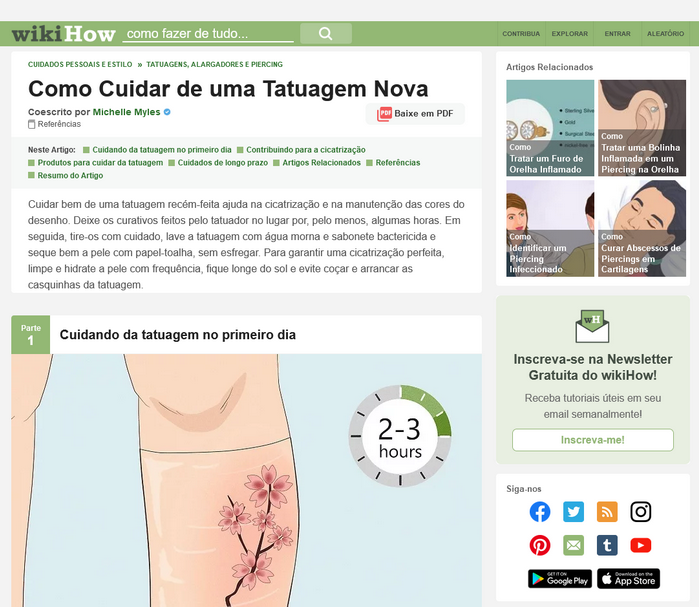 wikiHow
como fazer de tudo...
CONTRIBUA
EXPLORAR
ENTRAR
ALEATÓRIO
CUIDADOS PESSOAIS E ESTILO » TATUAGENS, ALARGADORES E PIERCING
Como Cuidar de uma Tatuagem Nova
Coescrito por Michelle Myles
Referências
PDF
Baixe em PDF
Neste Artigo: Cuidando da tatuagem no primeiro dia Contribuindo para a cicatrização
Produtos para cuidar da tatuagem Cuidados de longo prazo Artigos Relacionados Referências
Resumo do Artigo
Cuidar bem de uma tatuagem recém-feita ajuda na cicatrização e na manutenção das cores do
desenho. Deixe os curativos feitos pelo tatuador no lugar por, pelo menos, algumas horas. Em
seguida, tire-os com cuidado, lave a tatuagem com água morna e sabonete bactericida e
seque bem a pele com papel-toalha, sem esfregar. Para garantir uma cicatrização perfeita,
limpe e hidrate a pele com frequência, fique longe do sol e evite coçar e arrancar as
casquinhas da tatuagem.
Parte
1
Cuidando da tatuagem no primeiro dia
2-3
hours
Artigos Relacionados
Sterling Silver
Gold
Como
Tratar um Furo de
Orelha Inflamado
Como
Tratar uma Bolinha
Inflamada em um
Piercing na Orelha
Como
Identificar um
Piercing
Infeccionado
Como
Curar Abscessos de
Piercings em
Cartilagens
wH
Inscreva-se na Newsletter
Gratuita do wikiHow!
Receba tutoriais úteis em seu
email semanalmente!
Inscreva-me!
Siga-nos
GET IT ON
Google Play
Download on the
App Store